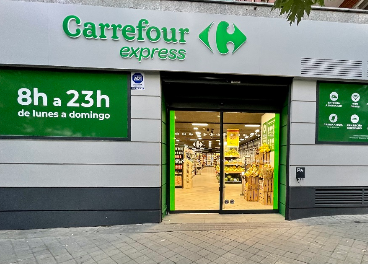 Carrefour
express
8h a 23h
de lunes a domingo